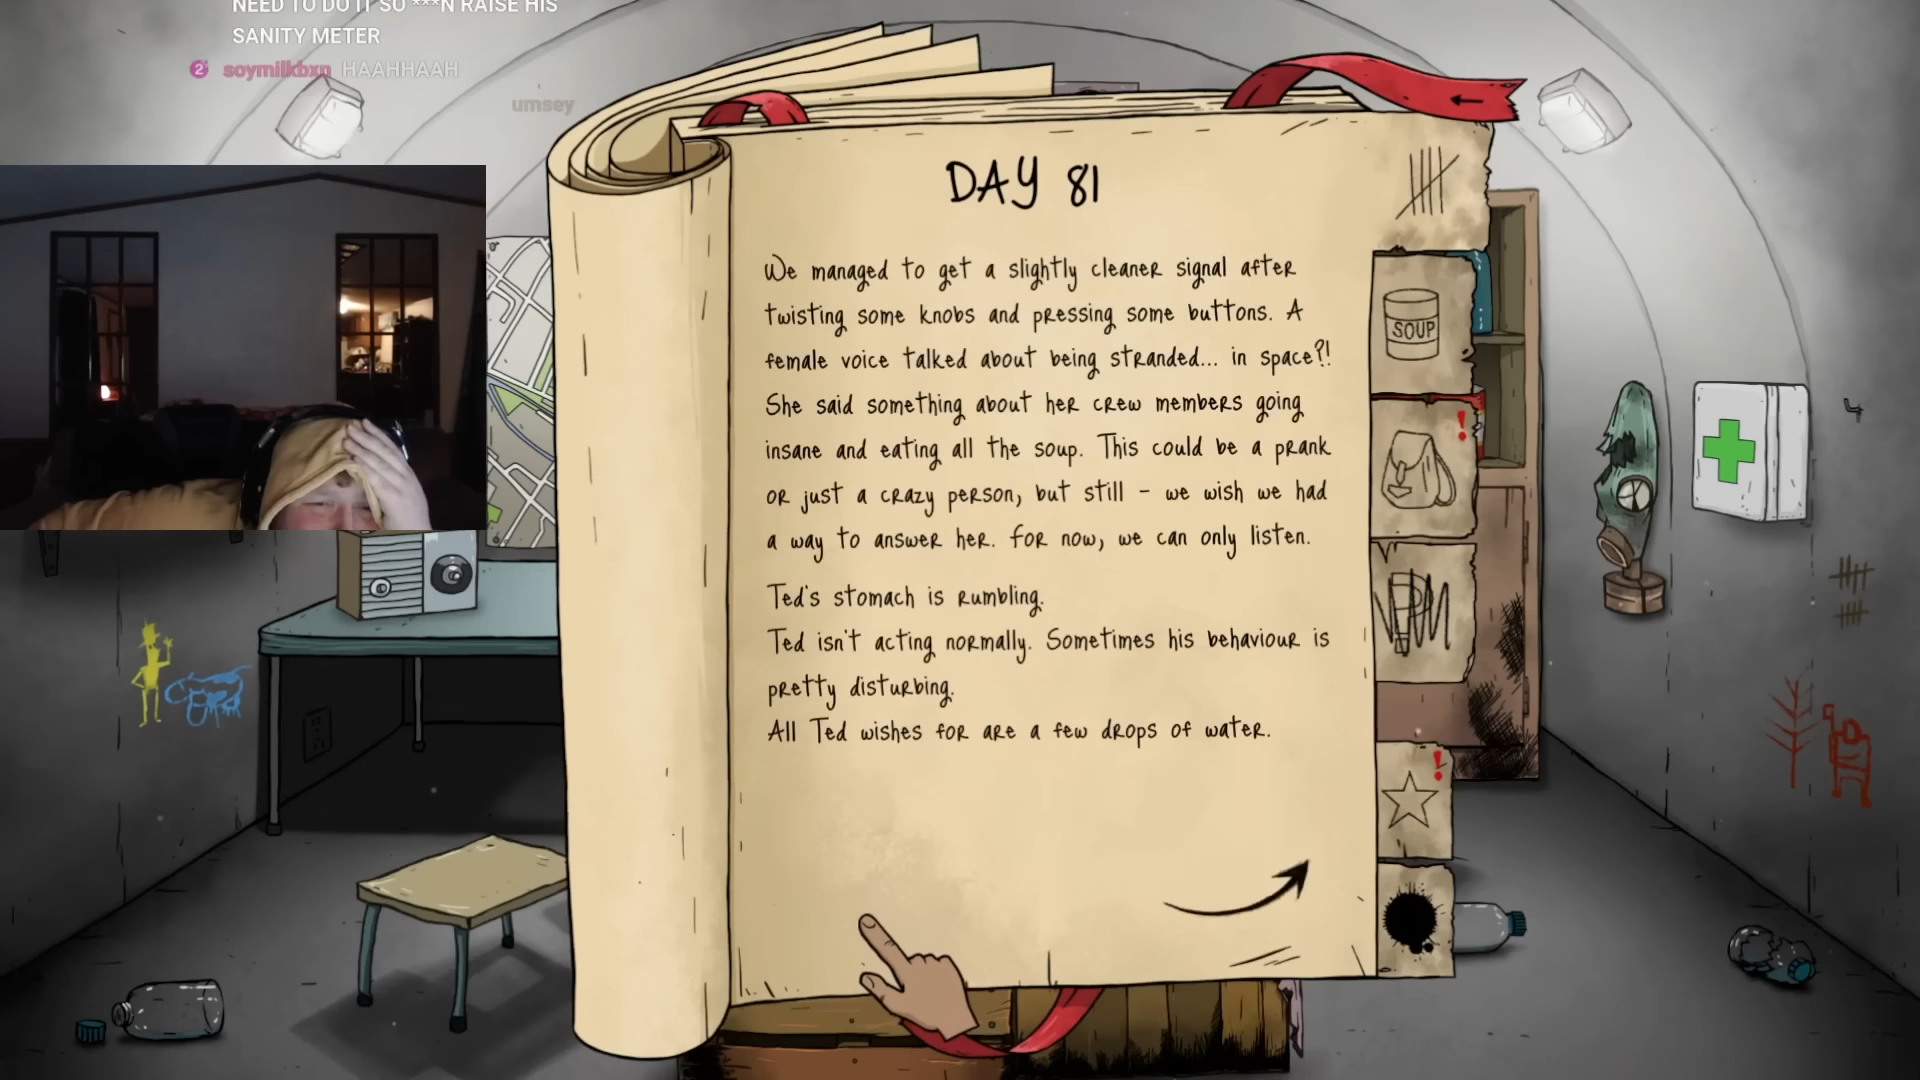 NEED TO DO IT SO ***N RAISE HIS
SANITY METER
2 soymilkbxn HAAHHAAH
umsey
DAY 81
We managed to get a slightly cleaner signal after
twisting some knobs and pressing some buttons. A
female voice talked about being stranded... in space?!
She said something about her crew members going
insane and eating all the soup. This could be a prank
or just a crazy person, but still - we wish we had
a way to answer her. For now, we can only listen.
Ted's stomach is rumbling.
Ted isn't acting normally. Sometimes his behaviour is
pretty disturbing.
All Ted wishes for are a few drops of water.
SOUP
!
!